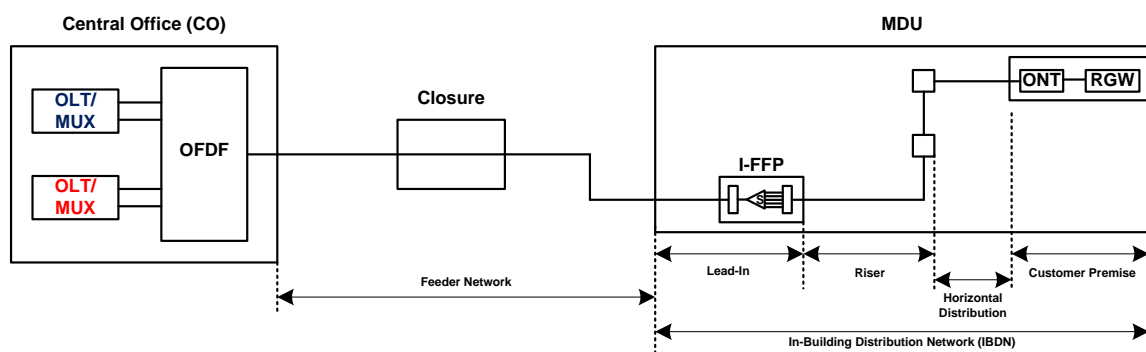 Central Office (CO)
MDU
OLT/
MUX
OLT/
MUX
OFDF
Closure
I-FFP
S
ONT
RGW
Lead-In
Riser
Customer Premise
Feeder Network
Horizontal
Distribution
In-Building Distribution Network (IBDN)